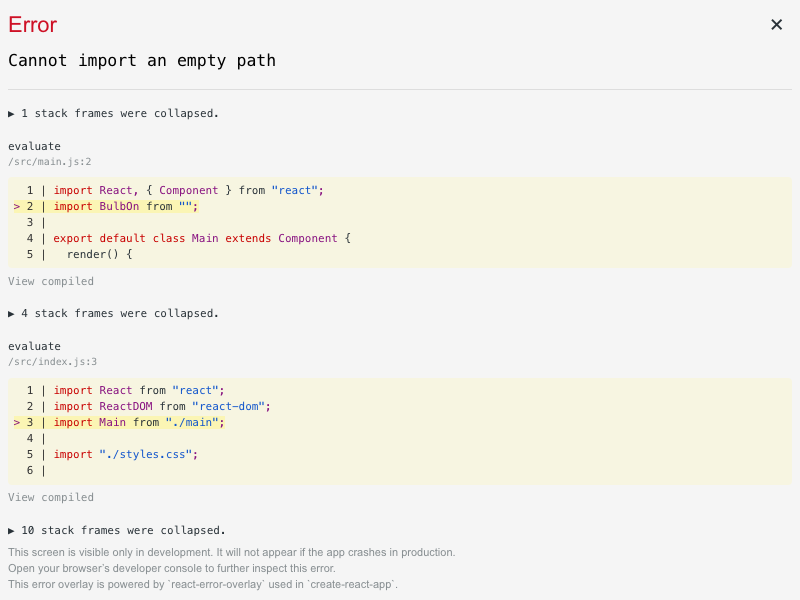 Error
×
Cannot import an empty path
▶ 1 stack frames were collapsed.
evaluate
/src/main.js:2
  1 | import React, { Component } from "react";
> 2 | import BulbOn from "";
  3 |
  4 | export default class Main extends Component {
  5 |   render() {
View compiled
▶ 4 stack frames were collapsed.
evaluate
/src/index.js:3
  1 | import React from "react";
  2 | import ReactDOM from "react-dom";
> 3 | import Main from "./main";
  4 |
  5 | import "./styles.css";
  6 |
View compiled
▶ 10 stack frames were collapsed.
This screen is visible only in development. It will not appear if the app crashes in production.
Open your browser’s developer console to further inspect this error.
This error overlay is powered by `react-error-overlay` used in `create-react-app`.